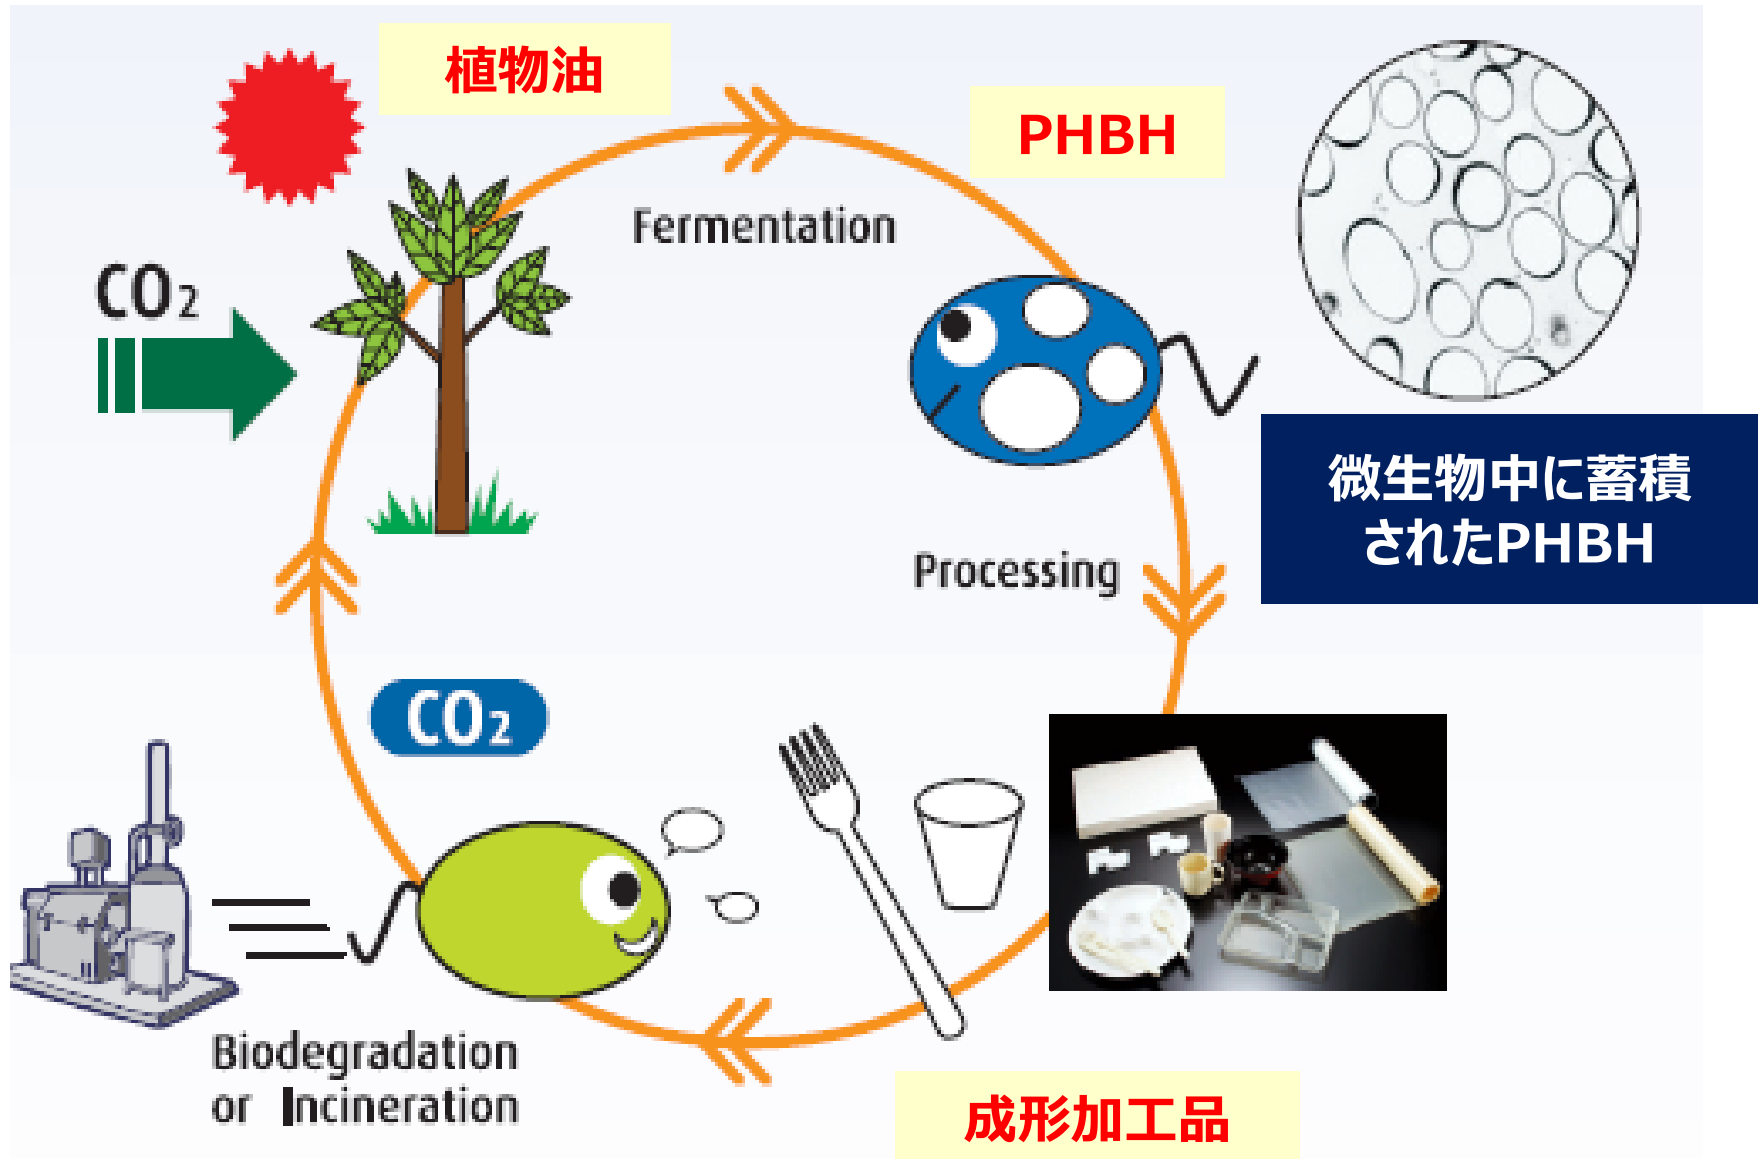 植物油
PHBH
Fermentation
CO₂
微生物中に蓄積
されたPHBH
Processing
CO₂
Biodegradation
or Incineration
成形加工品